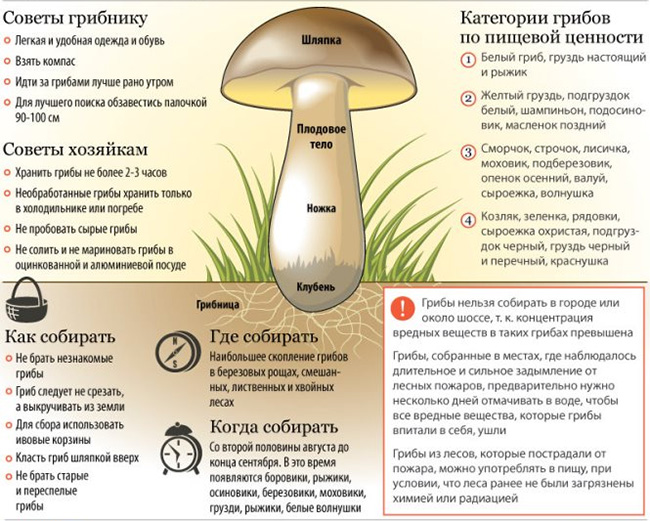 Советы грибнику
Легкая и удобная одежда и обувь
Взять компас
Идти за грибами лучше рано утром
Для лучшего поиска обзавестись палочкой
90-100 см
Советы хозяйкам
Хранить грибы не более 2-3 часов
Необработанные грибы хранить только
в холодильнике или погребе
Не пробовать сырые грибы
Не солить и не мариновать грибы в
оцинкованной и алюминиевой посуде
Шляпка
Плодовое
тело
Ножка
Клубень
Грибница
Категории грибов
по пищевой ценности
1 Белый гриб, груздь настоящий
и рыжик
2 Желтый груздь, подгруздок
белый, шампиньон, подосино-
вик, масленок поздний
3 Сморчок, строчок, лисичка,
моховик, подберезовик,
опенок осенний, валуй,
сыроежка, волнушка
4 Козляк, зеленка, рядовки,
сыроежка охристая, подгруз-
док черный, груздь черный
и перечный, краснушка
Как собирать
Не брать незнакомые
грибы
Гриб следует не срезать,
а выкручивать из земли
Для сбора использовать
ивовые корзины
Класть гриб шляпкой вверх
Не брать старые
и переспелые
грибы
N
S
Где собирать
Наибольшее скопление грибов
в березовых рощах, смешан-
ных, лиственных и хвойных
лесах
Когда собирать
Со второй половины августа до
конца сентября. В это время
появляются боровики, рыжики,
осиновики, березовики, моховики,
грузди, рыжики, белые волнушки
! Грибы нельзя собирать в городе или
около шоссе, т. к. концентрация
вредных веществ в таких грибах превышена
Грибы, собранные в местах, где наблюдалось
длительное и сильное задымление от
лесных пожаров, предварительно нужно
несколько дней отмачивать в воде, чтобы
все вредные вещества, которые грибы
впитали в себя, ушли
Грибы из лесов, которые пострадали от
пожара, можно употреблять в пищу, при
условии, что леса ранее не были загрязнены
химией или радиацией